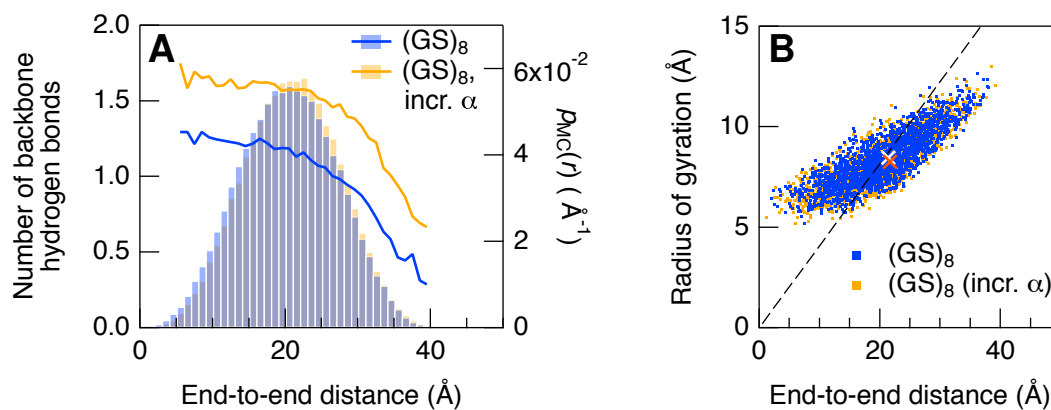 A
2.0
1.5
1.0
0.5
0.0
Number of backbone
hydrogen bonds
(GS)8
(GS)8,
incr. α
6x10-2
4
2
0
pMC(r) ( Å-1)
0
20
40
End-to-end distance (Å)
B
15
10
5
0
Radius of gyration (Å)
(GS)8
(GS)8 (incr. α)
0
20
40
End-to-end distance (Å)